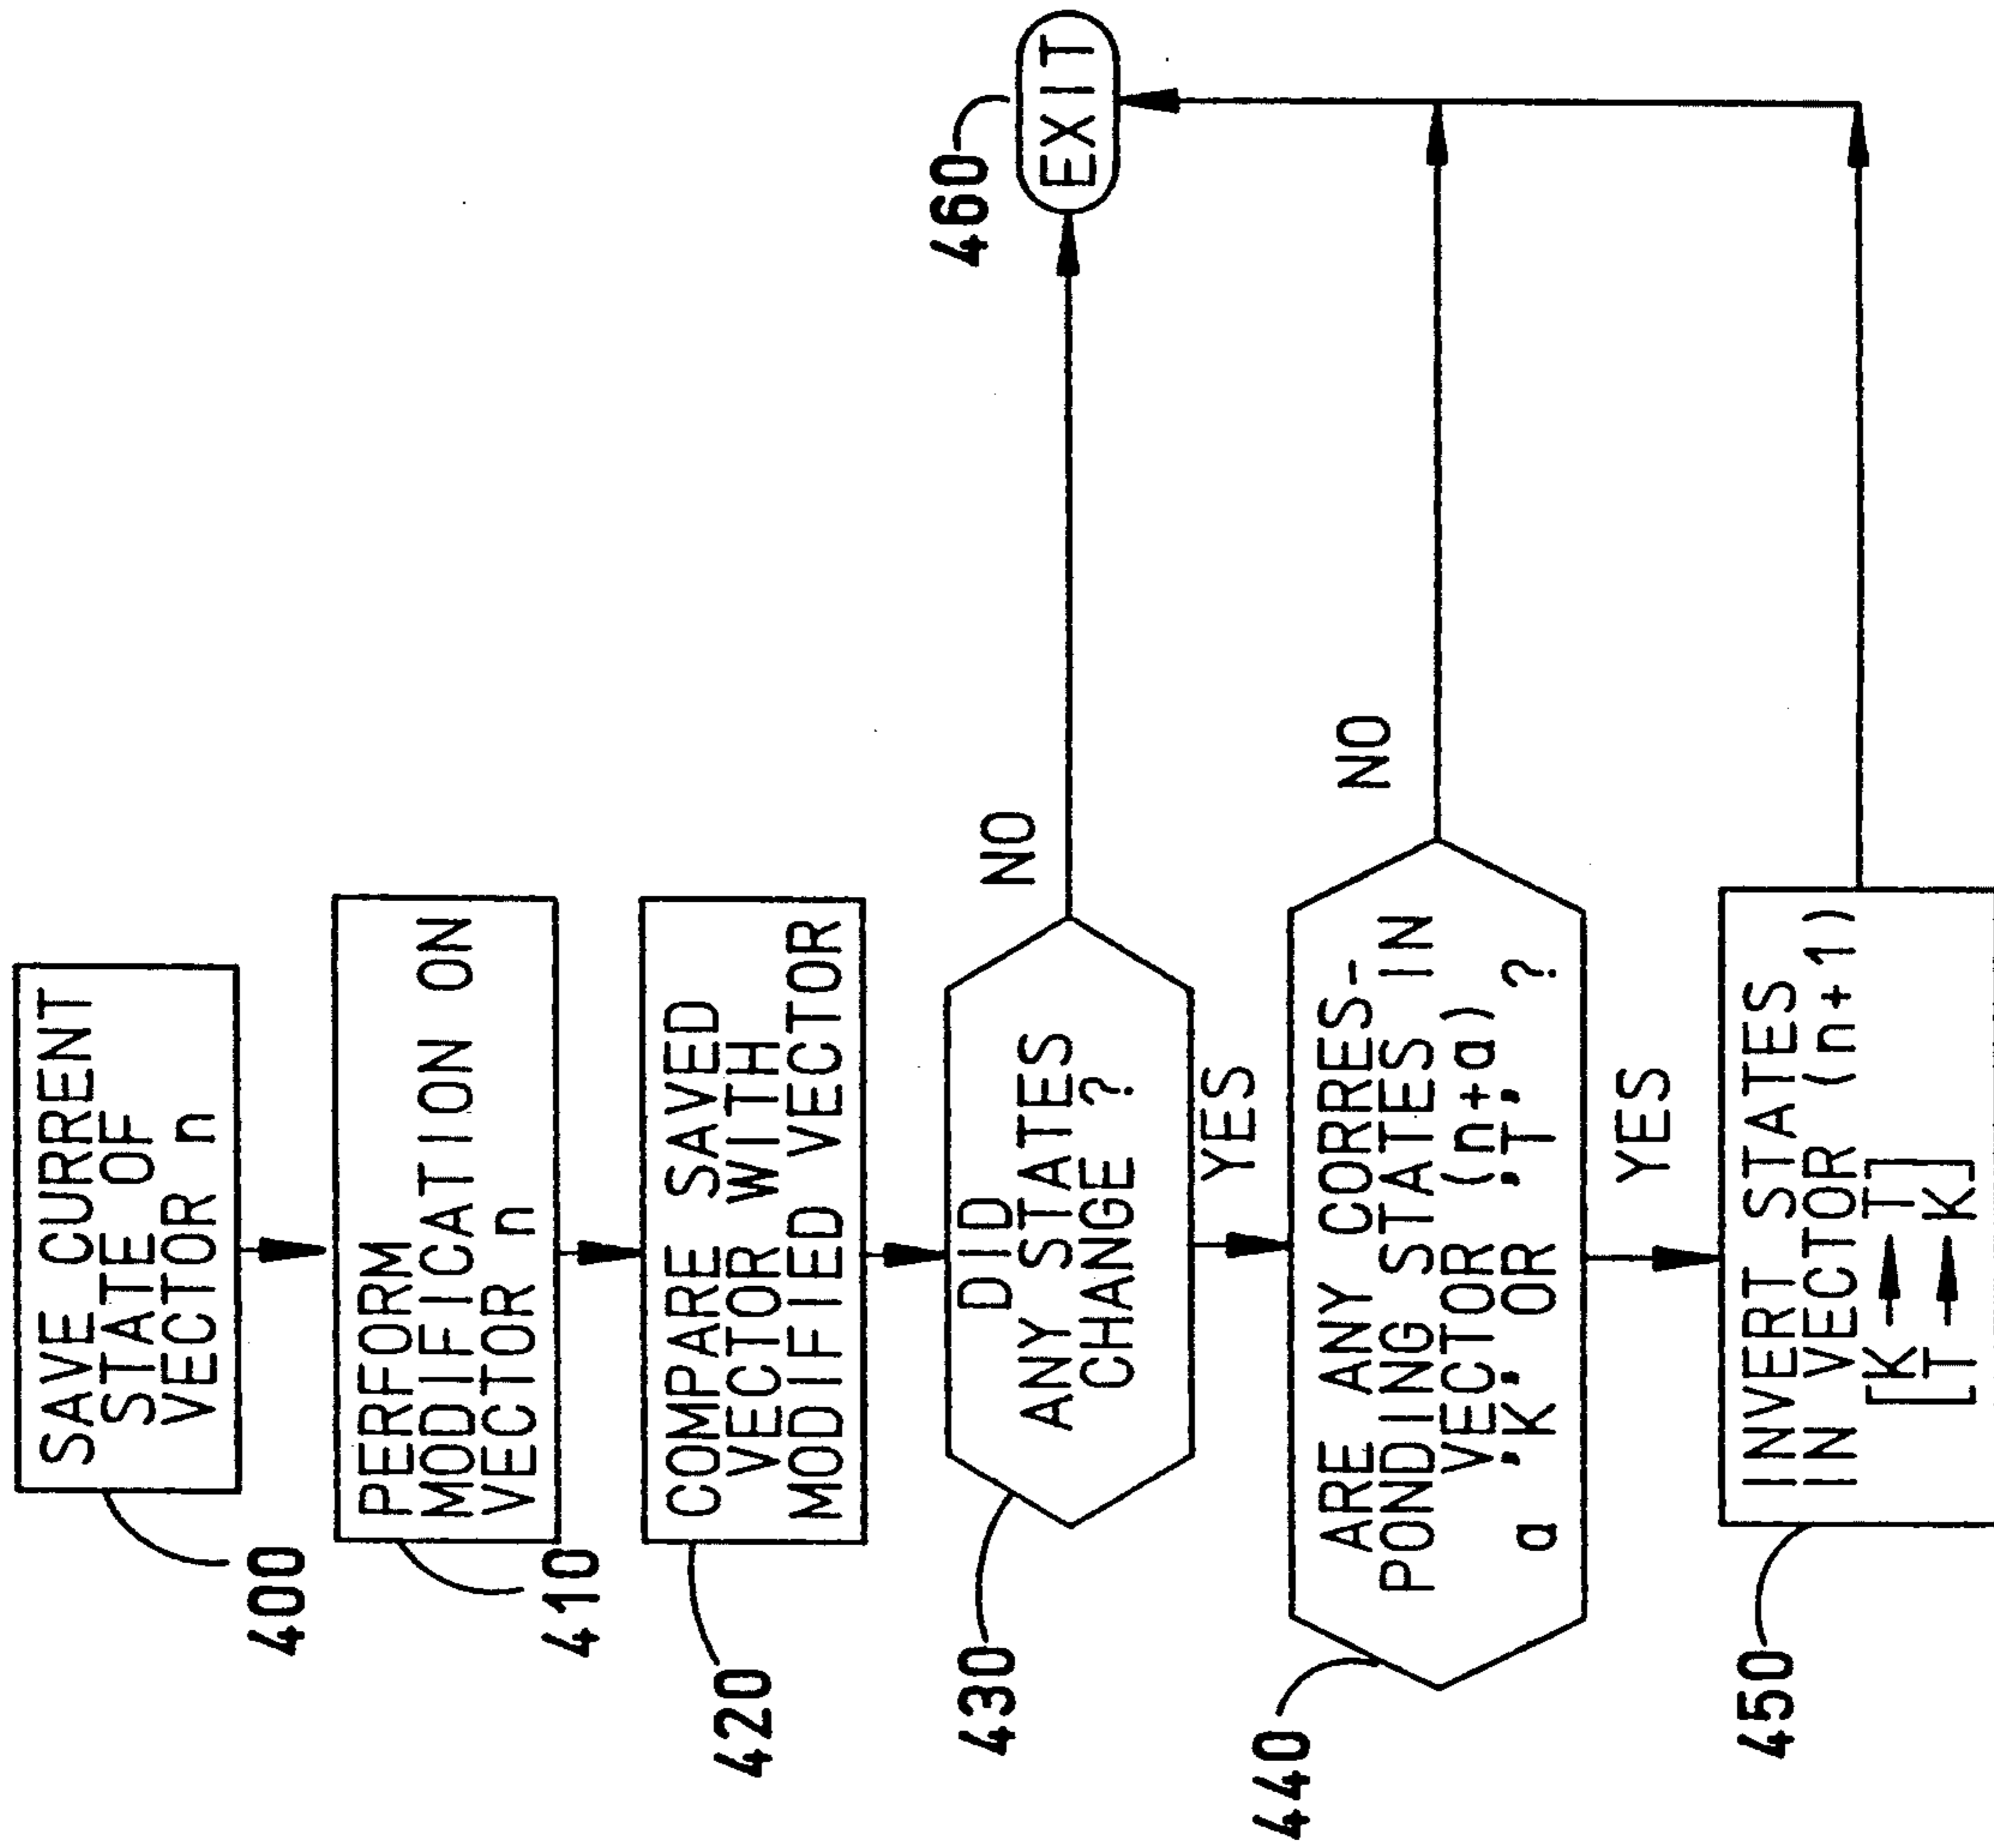 SAVE CURRENT
STATE OF
VECTOR n
400
PERFORM
MODIFICATION ON
VECTOR n
410
COMPARE SAVED
VECTOR WITH
MODIFIED VECTOR
420
DID
ANY STATES
CHANGE ?
430
NO
YES
460
EXIT
ARE ANY CORRES-
PONDING STATES IN
VECTOR (n+a)
a 'K' OR 'T' ?
440
NO
YES
INVERT STATES
IN VECTOR (n+1)
[K → T]
[T → K]
450